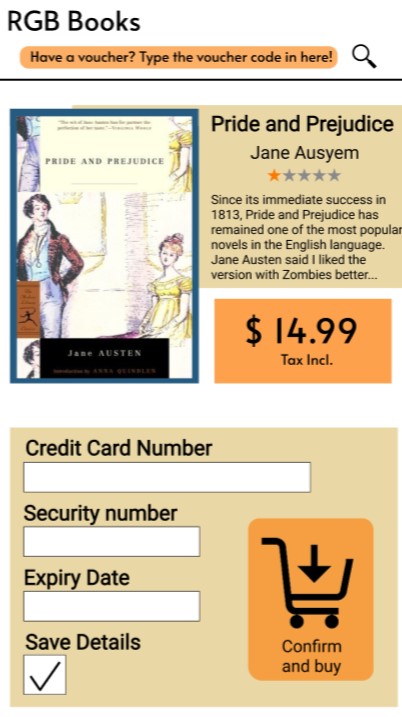 RGB Books
Have a voucher? Type the voucher code in here!
"The wit of Jane Austen has for partner the
perfection of her taste."—VIRGINIA WOOLF
PRIDE AND PREJUDICE
Jane AUSTEN
Introduction by ANNA QUINDLEN
Pride and Prejudice
Jane Ausyem
Since its immediate success in
1813, Pride and Prejudice has
remained one of the most popular
novels in the English language.
Jane Austen said I liked the
version with Zombies better...
$ 14.99
Tax Incl.
Credit Card Number
Security number
Expiry Date
Save Details
Confirm
and buy